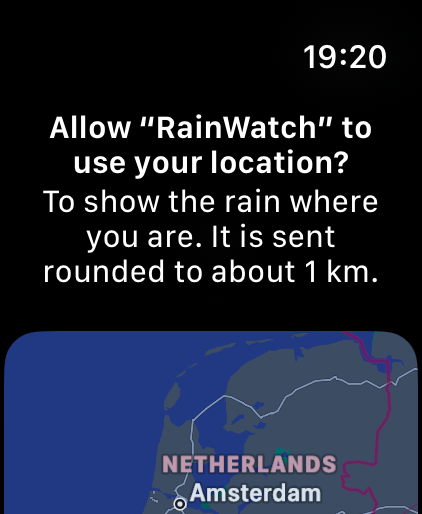 19:20
Allow “RainWatch” to
use your location?
To show the rain where
you are. It is sent
rounded to about 1 km.
NETHERLANDS
Amsterdam